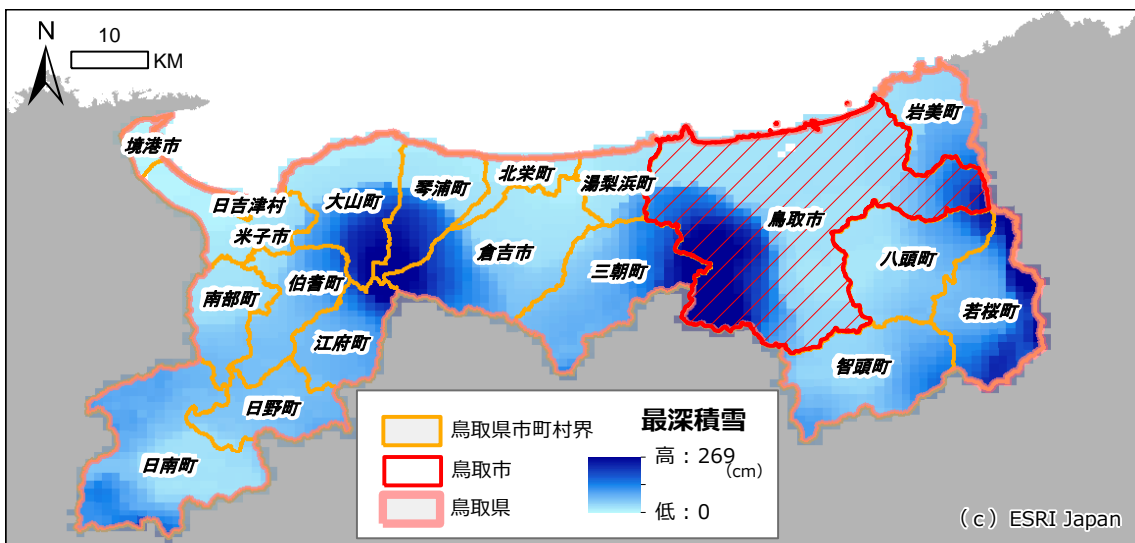 N
10
KM
岩美町
境港市
北栄町
湯梨浜町
琴浦町
大山町
日吉津村
鳥取市
米子市
倉吉市
八頭町
三朝町
伯耆町
南部町
若桜町
江府町
智頭町
日野町
日南町
鳥取県市町村界
鳥取市
鳥取県
最深積雪
高：269
(cm)
低：0
（c）ESRI Japan